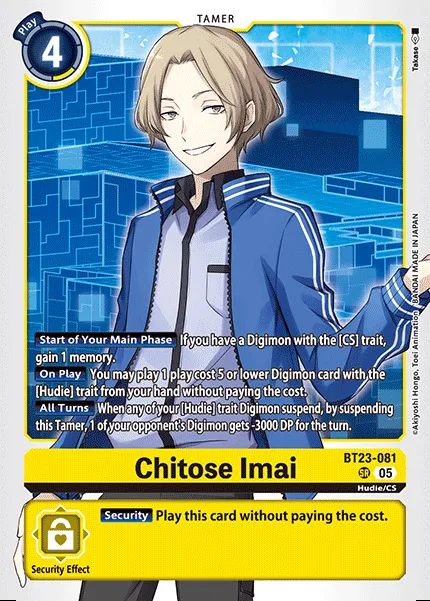 TAMER
Play
4
Takase
Start of Your Main Phase If you have a Digimon with the [CS] trait,
gain 1 memory.
On Play You may play 1 play cost 5 or lower Digimon card with the
[Hudie] trait from your hand without paying the cost.
All Turns When any of your [Hudie] trait Digimon suspend, by suspending
this Tamer, 1 of your opponent's Digimon gets -3000 DP for the turn.
©Akiyoshi Hongo, Toei Animation BANDAI MADE IN JAPAN
Chitose Imai
BT23-081
SR 05
Hudie/CS
Security Play this card without paying the cost.
Security Effect